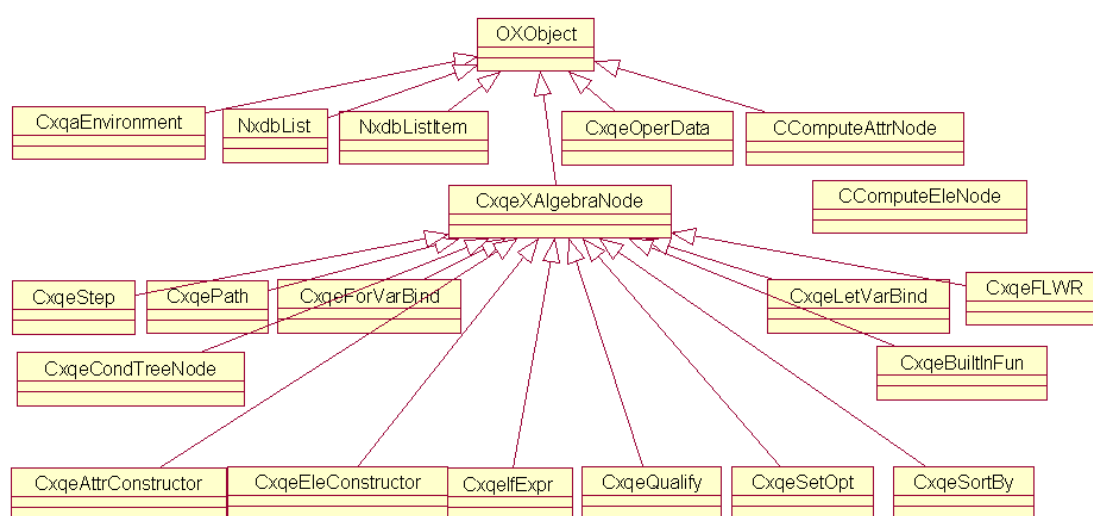 OXObject
CxqaEnvironment
NxdbList
NxdbListItem
CxqeOperData
CComputeAttrNode
CxqeXAlgebraNode
CComputeEleNode
CxqeStep
CxqePath
CxqeForVarBind
CxqeLetVarBind
CxqeFLWR
CxqeCondTreeNode
CxqeBuiltInFun
CxqeAttrConstructor
CxqeEleConstructor
CxqeIfExpr
CxqeQualify
CxqeSetOpt
CxqeSortBy